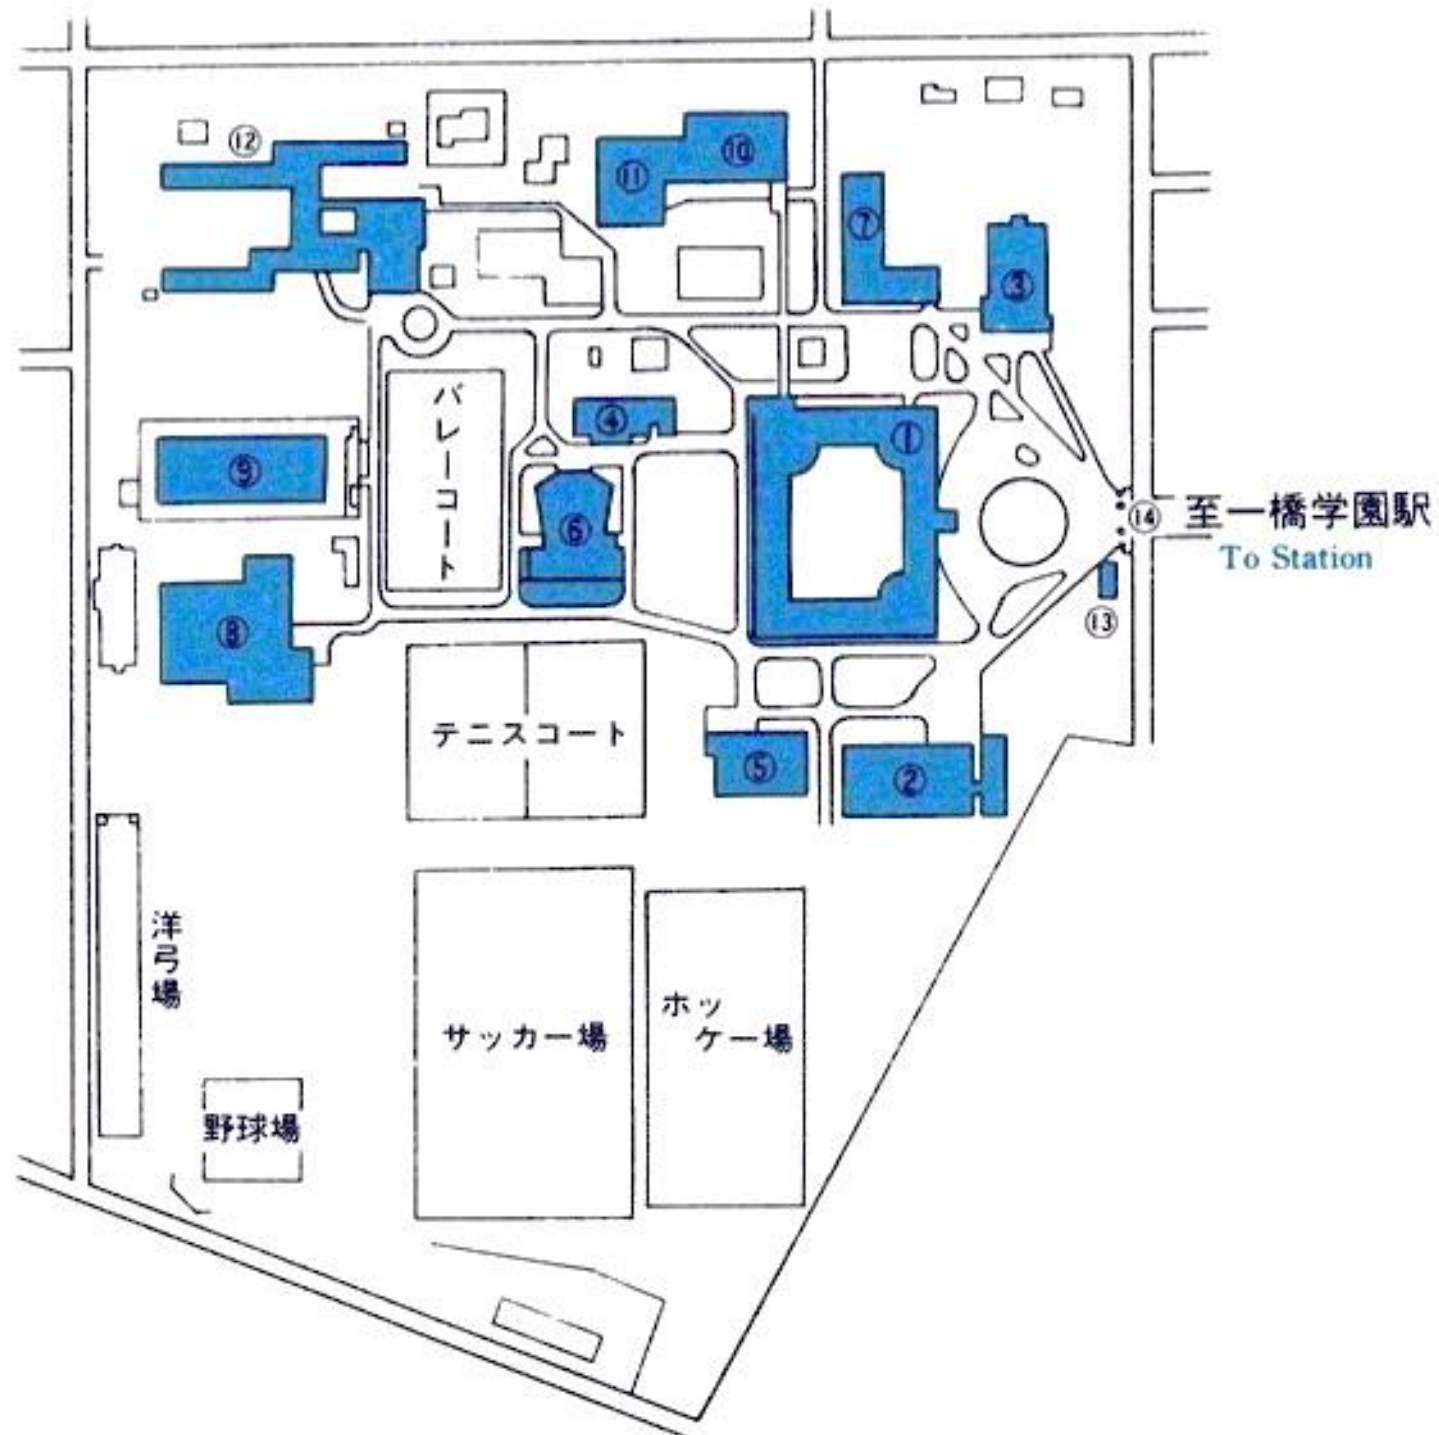 ⑫
⑩
⑪
⑦
③
バレーコート
④
①
⑨
⑥
⑭
至一橋学園駅
To Station
⑧
⑬
テニスコート
⑤
②
洋弓場
ホッ
ケー場
サッカー場
野球場